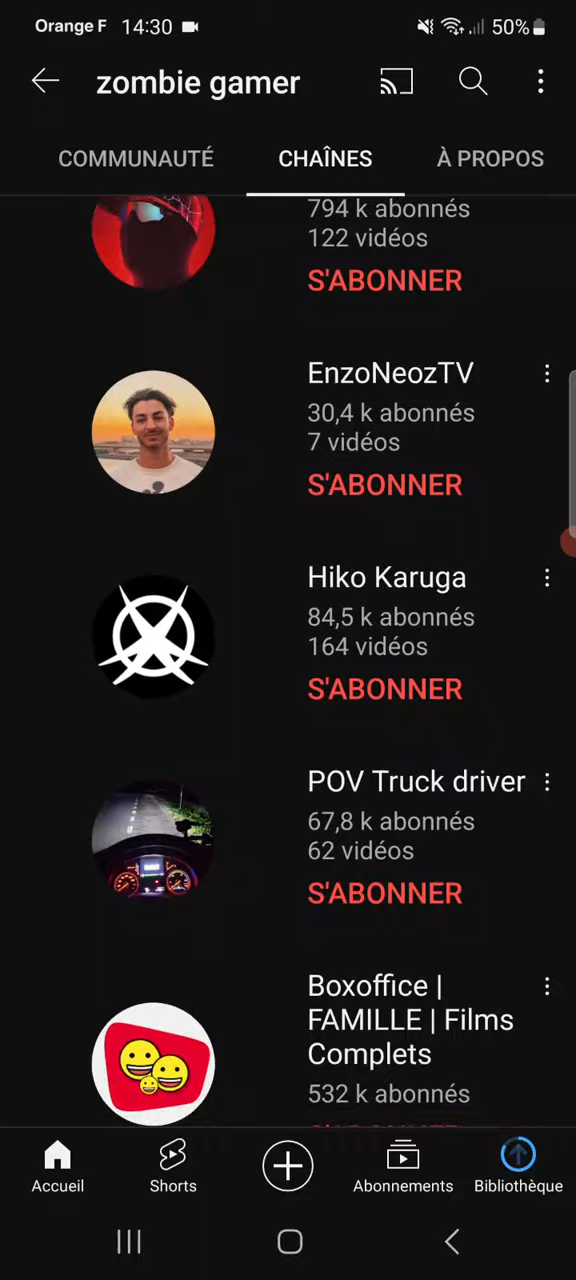 Orange F 14:30 50%
zombie gamer
COMMUNAUTÉ CHAÎNES À PROPOS
794 k abonnés
122 vidéos
S'ABONNER
EnzoNeozTV
30,4 k abonnés
7 vidéos
S'ABONNER
Hiko Karuga
84,5 k abonnés
164 vidéos
S'ABONNER
POV Truck driver
67,8 k abonnés
62 vidéos
S'ABONNER
Boxoffice |
FAMILLE | Films
Complets
532 k abonnés
Accueil Shorts Abonnements Bibliothèque